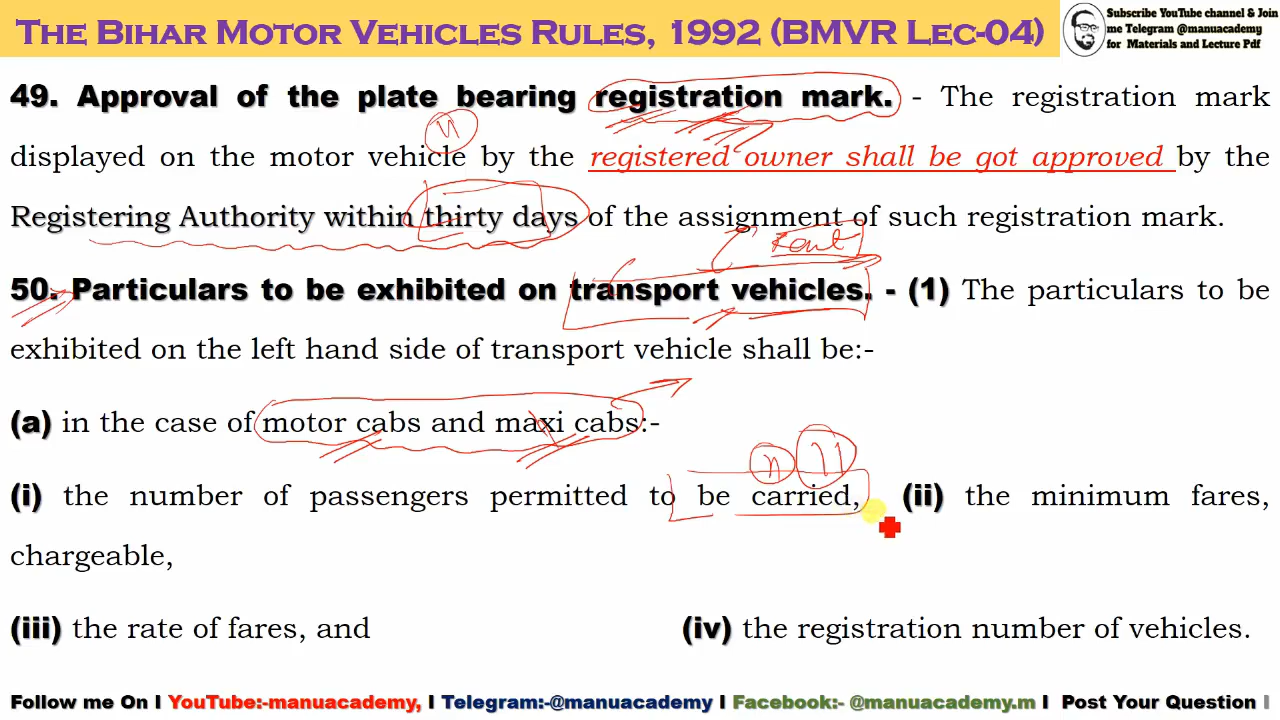 THE BIHAR MOTOR VEHICLES RULES, 1992 (BMVR LEC-04)
Subscribe YouTube channel & Join
me Telegram @manuacademy
for Materials and Lecture Pdf
49. Approval of the plate bearing registration mark. - The registration mark
displayed on the motor vehicle by the registered owner shall be got approved by the
Registering Authority within thirty days of the assignment of such registration mark.
50. Particulars to be exhibited on transport vehicles. - (1) The particulars to be
exhibited on the left hand side of transport vehicle shall be:-
(a) in the case of motor cabs and maxi cabs:-
(i) the number of passengers permitted to be carried, (ii) the minimum fares,
chargeable,
(iii) the rate of fares, and (iv) the registration number of vehicles.
Follow me On I YouTube:-manuacademy, I Telegram:-@manuacademy I Facebook:- @manuacademy.m I Post Your Question I